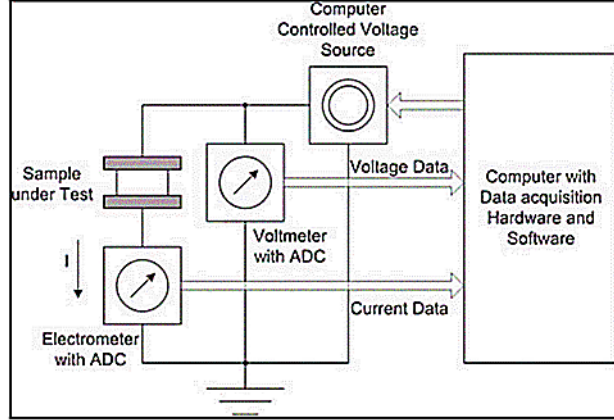 Computer
Controlled Voltage
Source
Sample
under Test
Voltage Data
Computer with
Data acquisition
Hardware and
Software
Voltmeter
with ADC
I
Current Data
Electrometer
with ADC